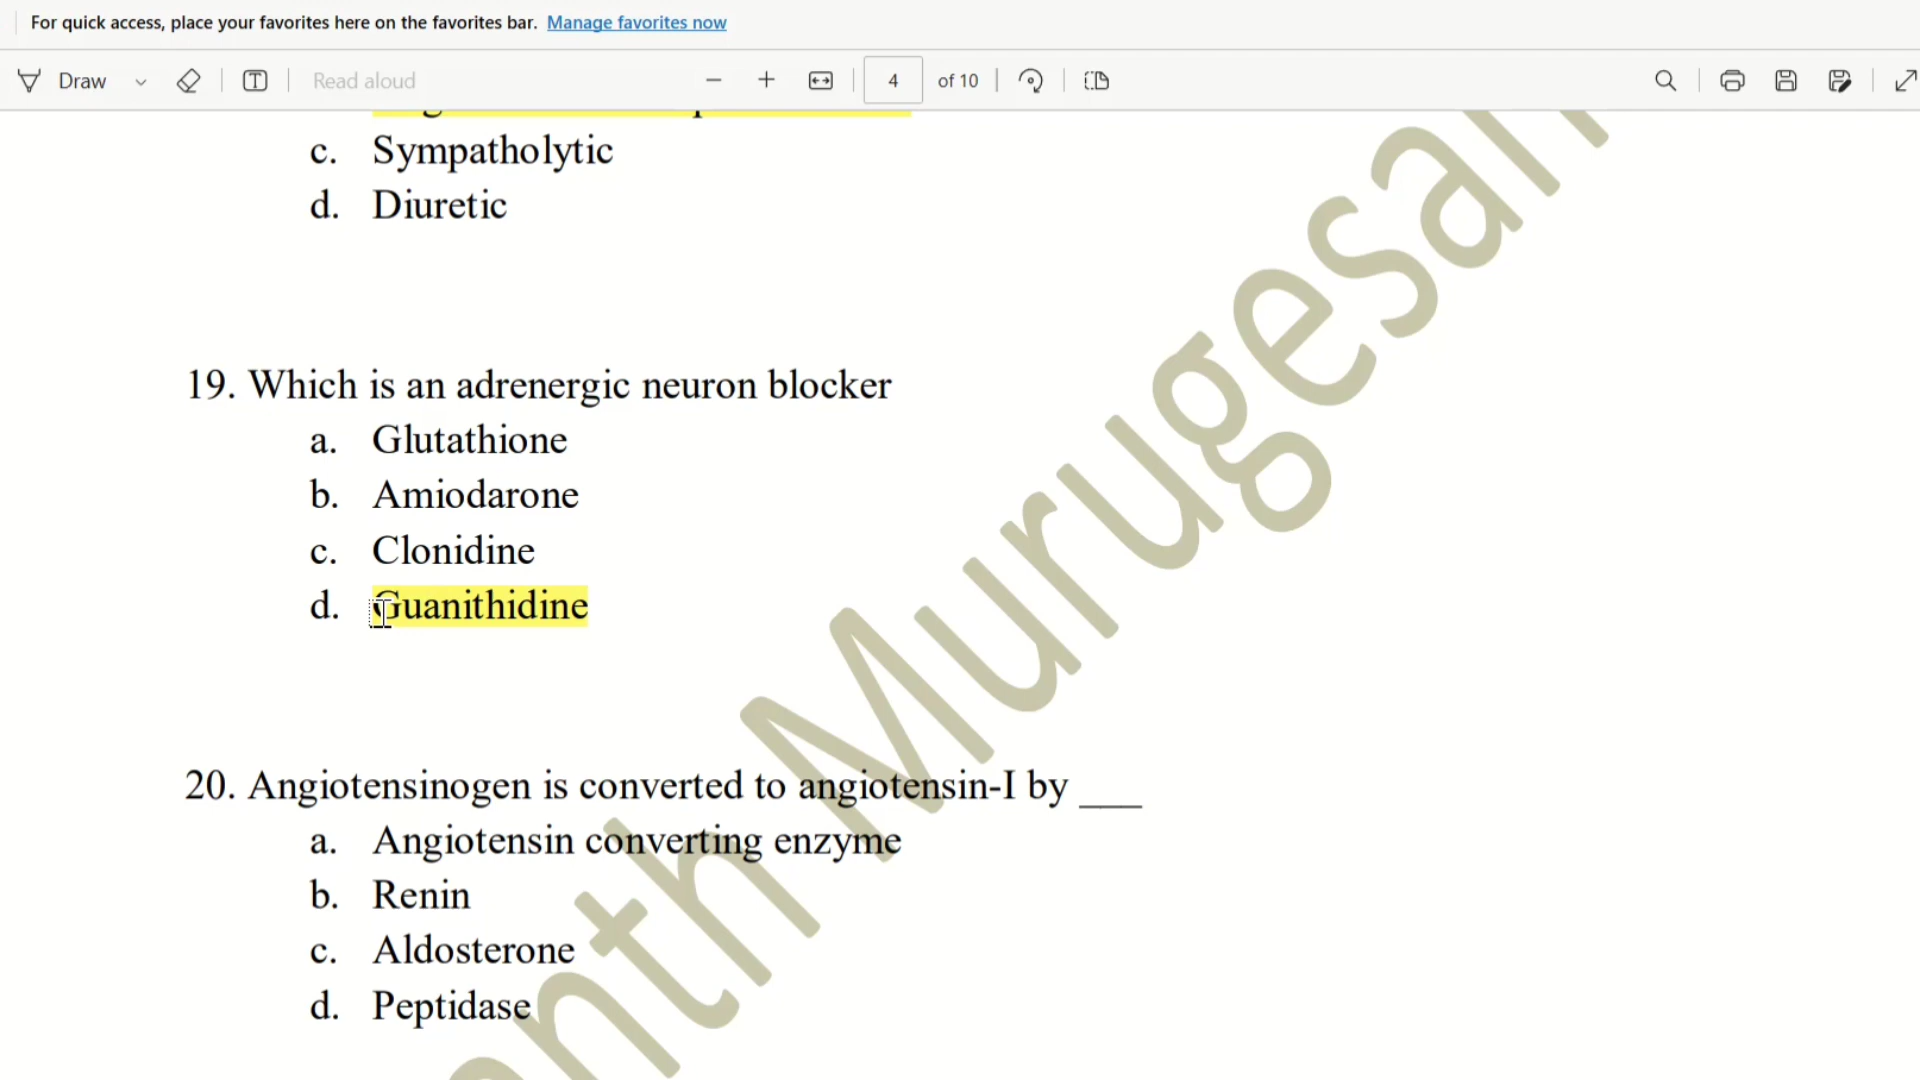 For quick access, place your favorites here on the favorites bar. Manage favorites now
Draw Read aloud 4 of 10
c. Sympatholytic
d. Diuretic
19. Which is an adrenergic neuron blocker
a. Glutathione
b. Amiodarone
c. Clonidine
d. Guanithidine
20. Angiotensinogen is converted to angiotensin-I by ___
a. Angiotensin converting enzyme
b. Renin
c. Aldosterone
d. Peptidase
nth Murugesan